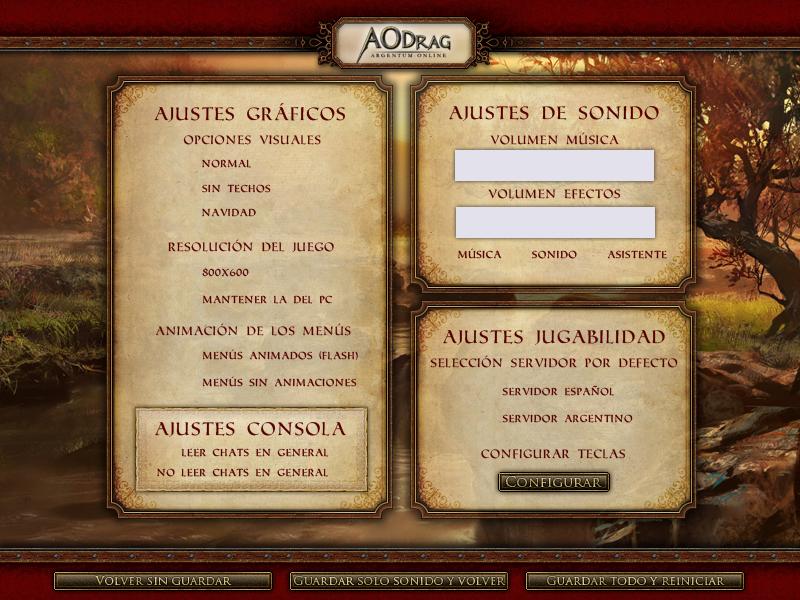 AODrag
ARGENTUM ONLINE
AJUSTES GRÁFICOS
OPCIONES VISUALES
NORMAL
SIN TECHOS
NAVIDAD
RESOLUCIÓN DEL JUEGO
800X600
MANTENER LA DEL PC
ANIMACIÓN DE LOS MENÚS
MENÚS ANIMADOS (FLASH)
MENÚS SIN ANIMACIONES
AJUSTES CONSOLA
LEER CHATS EN GENERAL
NO LEER CHATS EN GENERAL
AJUSTES DE SONIDO
VOLUMEN MÚSICA
VOLUMEN EFECTOS
MÚSICA SONIDO ASISTENTE
AJUSTES JUGABILIDAD
SELECCIÓN SERVIDOR POR DEFECTO
SERVIDOR ESPAÑOL
SERVIDOR ARGENTINO
CONFIGURAR TECLAS
CONFIGURAR
VOLVER SIN GUARDAR
GUARDAR SOLO SONIDO Y VOLVER
GUARDAR TODO Y REINICIAR